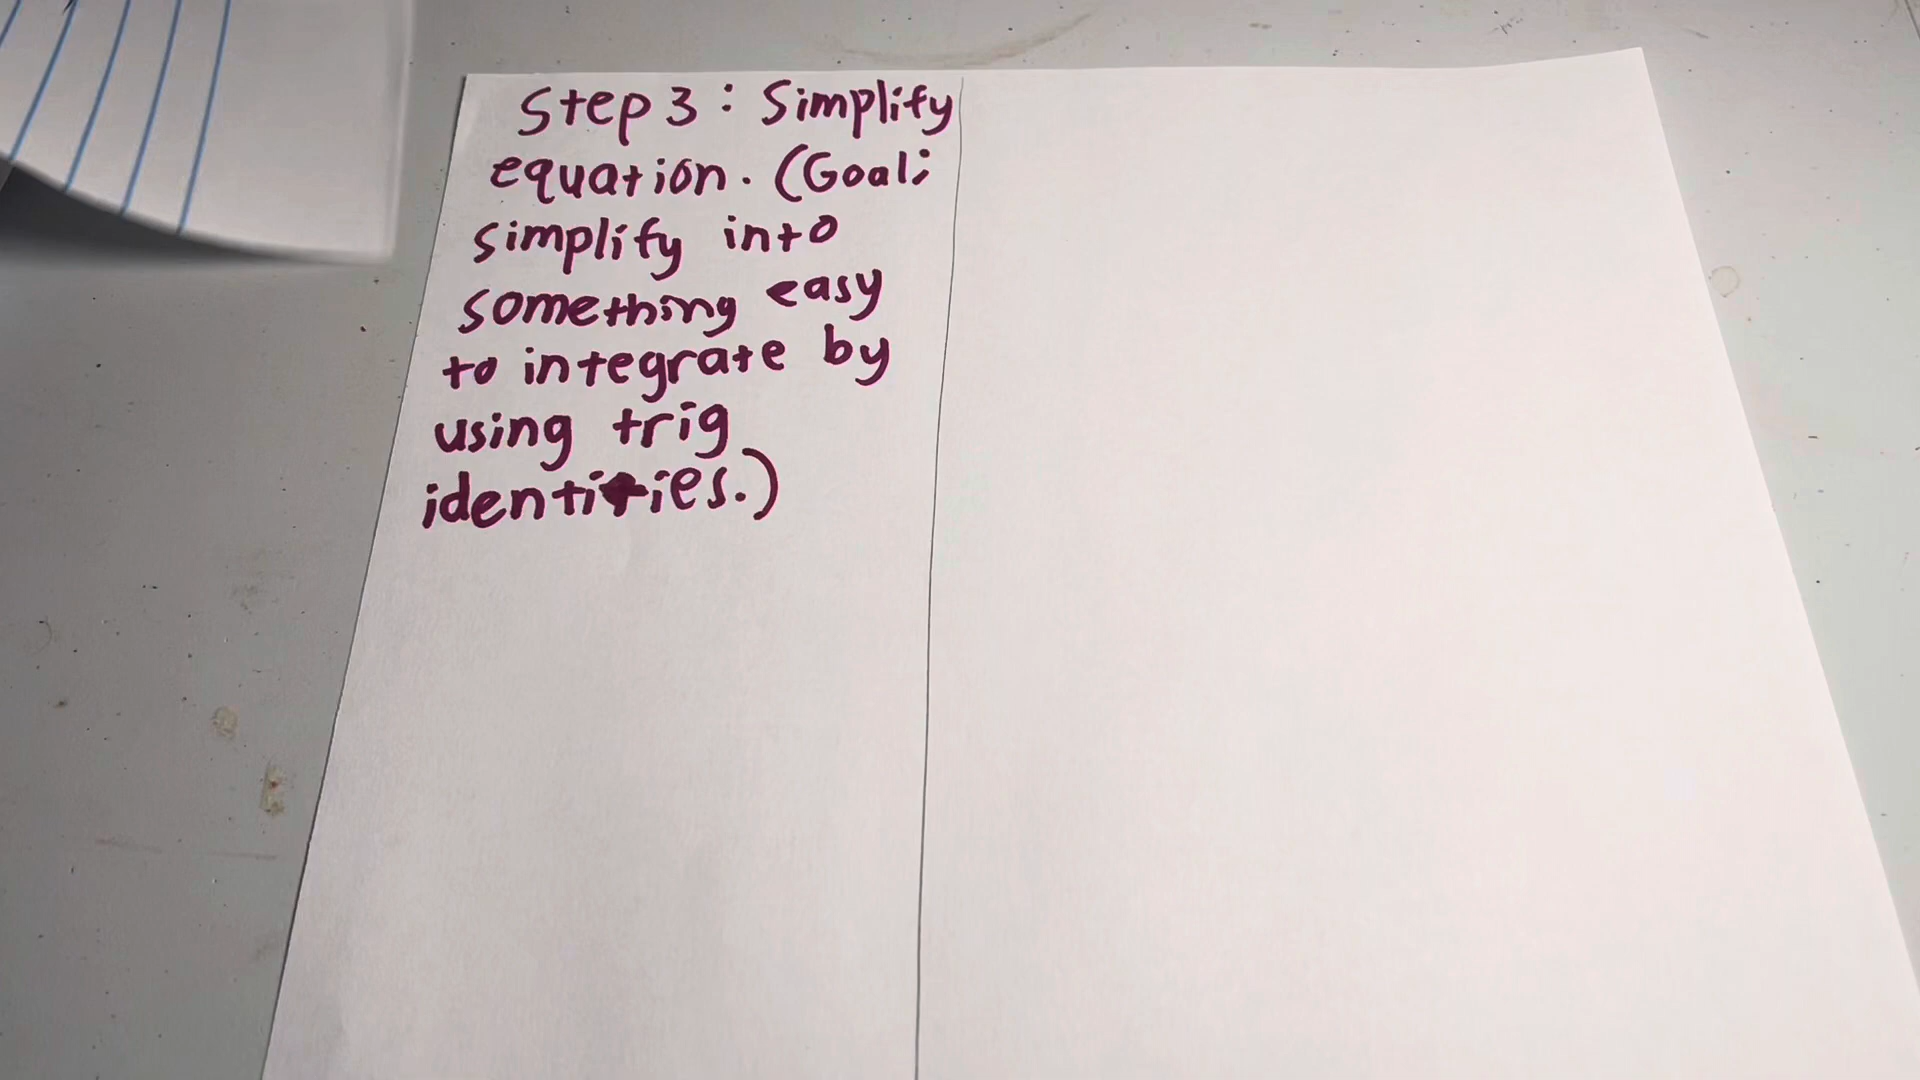 Step 3: Simplify
equation. (Goal;
simplify into
something easy
to integrate by
using trig
identities.)